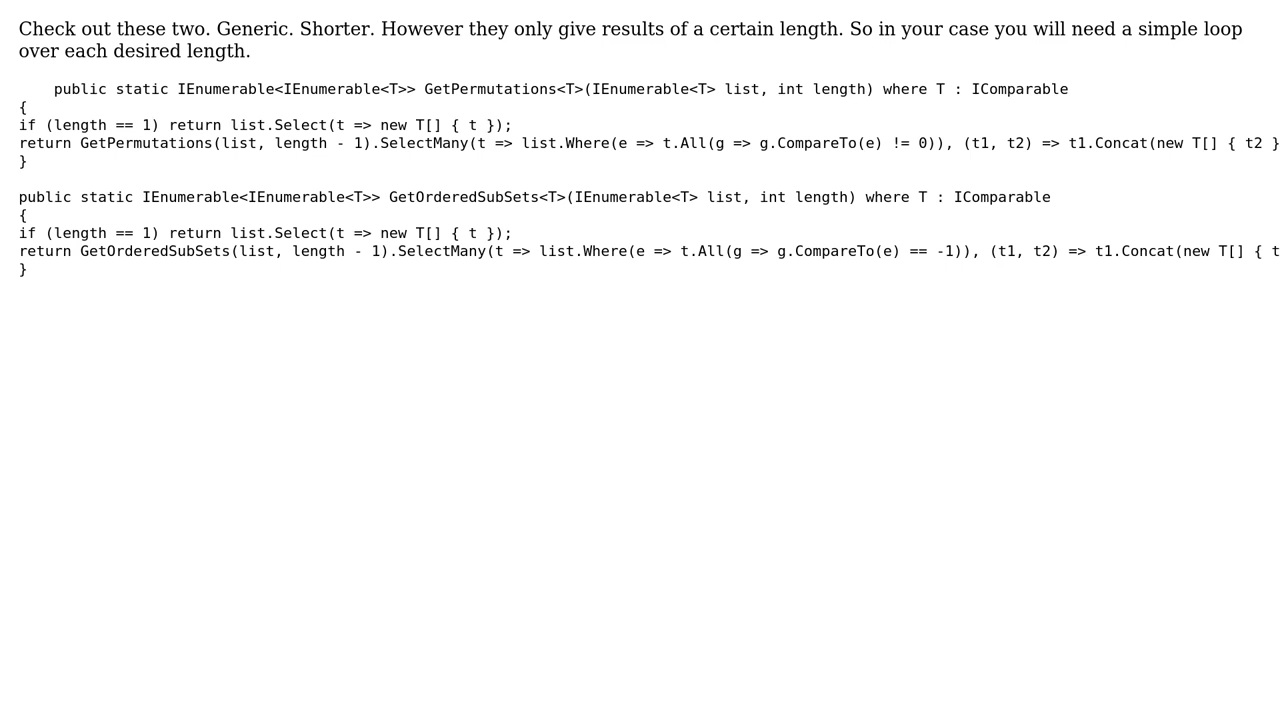 Check out these two. Generic. Shorter. However they only give results of a certain length. So in your case you will need a simple loop
over each desired length.
    public static IEnumerable<IEnumerable<T>> GetPermutations<T>(IEnumerable<T> list, int length) where T : IComparable
{
if (length == 1) return list.Select(t => new T[] { t });
return GetPermutations(list, length - 1).SelectMany(t => list.Where(e => t.All(g => g.CompareTo(e) != 0)), (t1, t2) => t1.Concat(new T[] { t2 }
}
public static IEnumerable<IEnumerable<T>> GetOrderedSubSets<T>(IEnumerable<T> list, int length) where T : IComparable
{
if (length == 1) return list.Select(t => new T[] { t });
return GetOrderedSubSets(list, length - 1).SelectMany(t => list.Where(e => t.All(g => g.CompareTo(e) == -1)), (t1, t2) => t1.Concat(new T[] { t
}